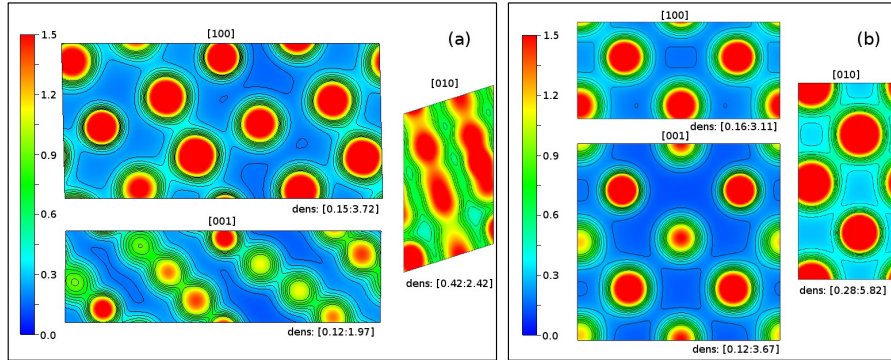 [100]
(a)
1.5
1.2
0.9
0.6
0.3
0.0
dens: [0.15:3.72]
[001]
dens: [0.12:1.97]
[010]
dens: [0.42:2.42]
[100]
(b)
1.5
1.2
0.9
0.6
0.3
0.0
dens: [0.16:3.11]
[001]
dens: [0.12:3.67]
[010]
dens: [0.28:5.82]